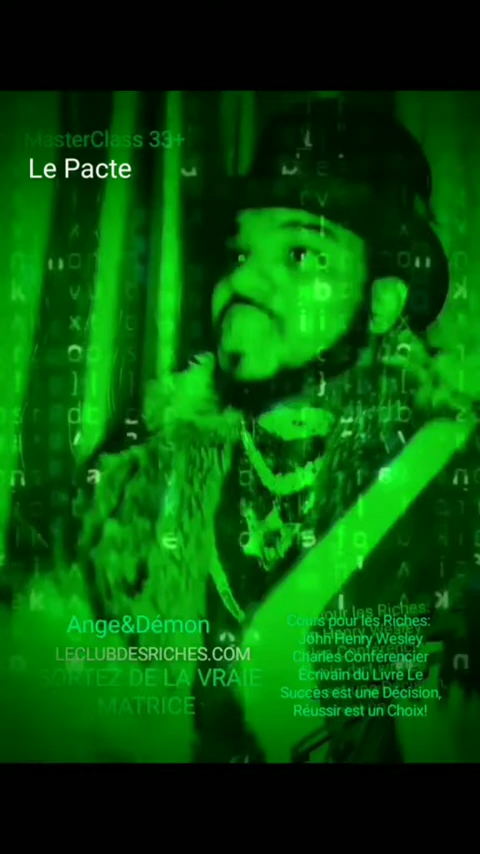 MasterClass 33+
Le Pacte
Ange&Démon
LECLUBDESRICHES.COM
SORTEZ DE LA VRAIE
MATRICE
Cours pour les Riches:
John Henry Wesley
Charles Conférencier
Écrivain du Livre Le
Succes est une Décision,
Réussir est un Choix!